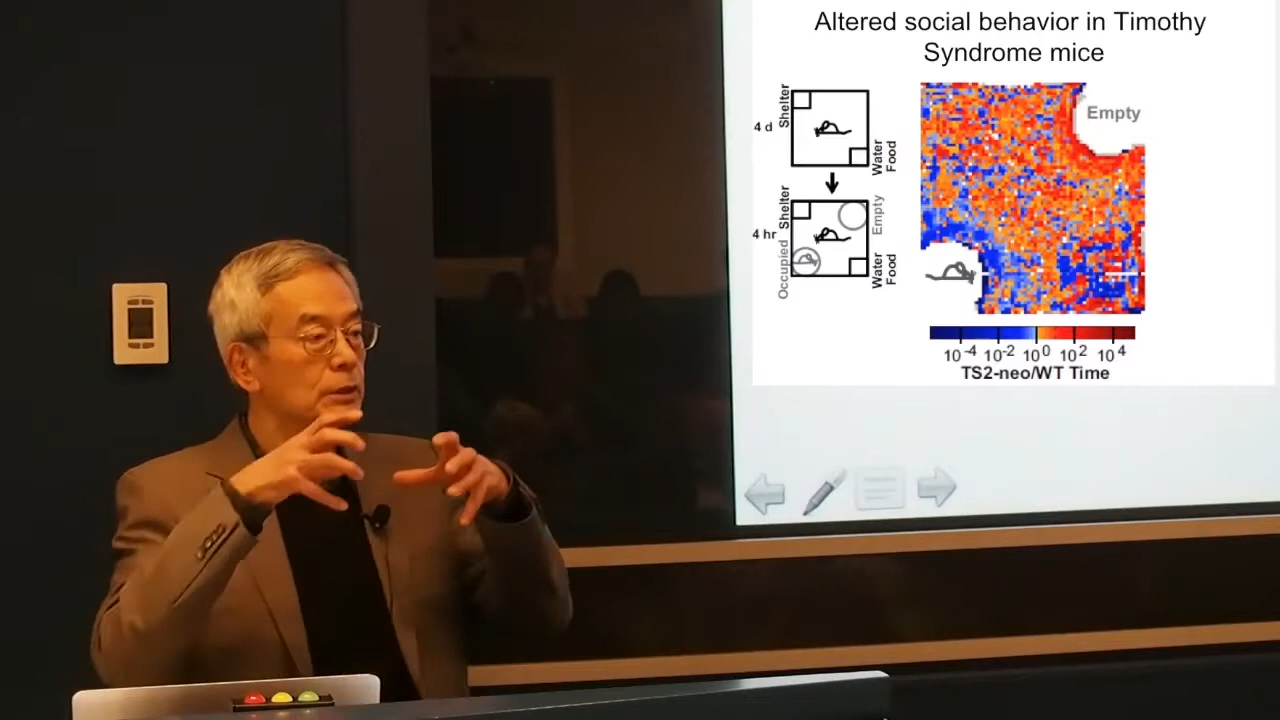 Altered social behavior in Timothy
Syndrome mice
Shelter
4 d
Water
Food
Shelter
Empty
4 hr
Occupied
Water
Food
Empty
10-4 10-2 100 102 104
TS2-neo/WT Time